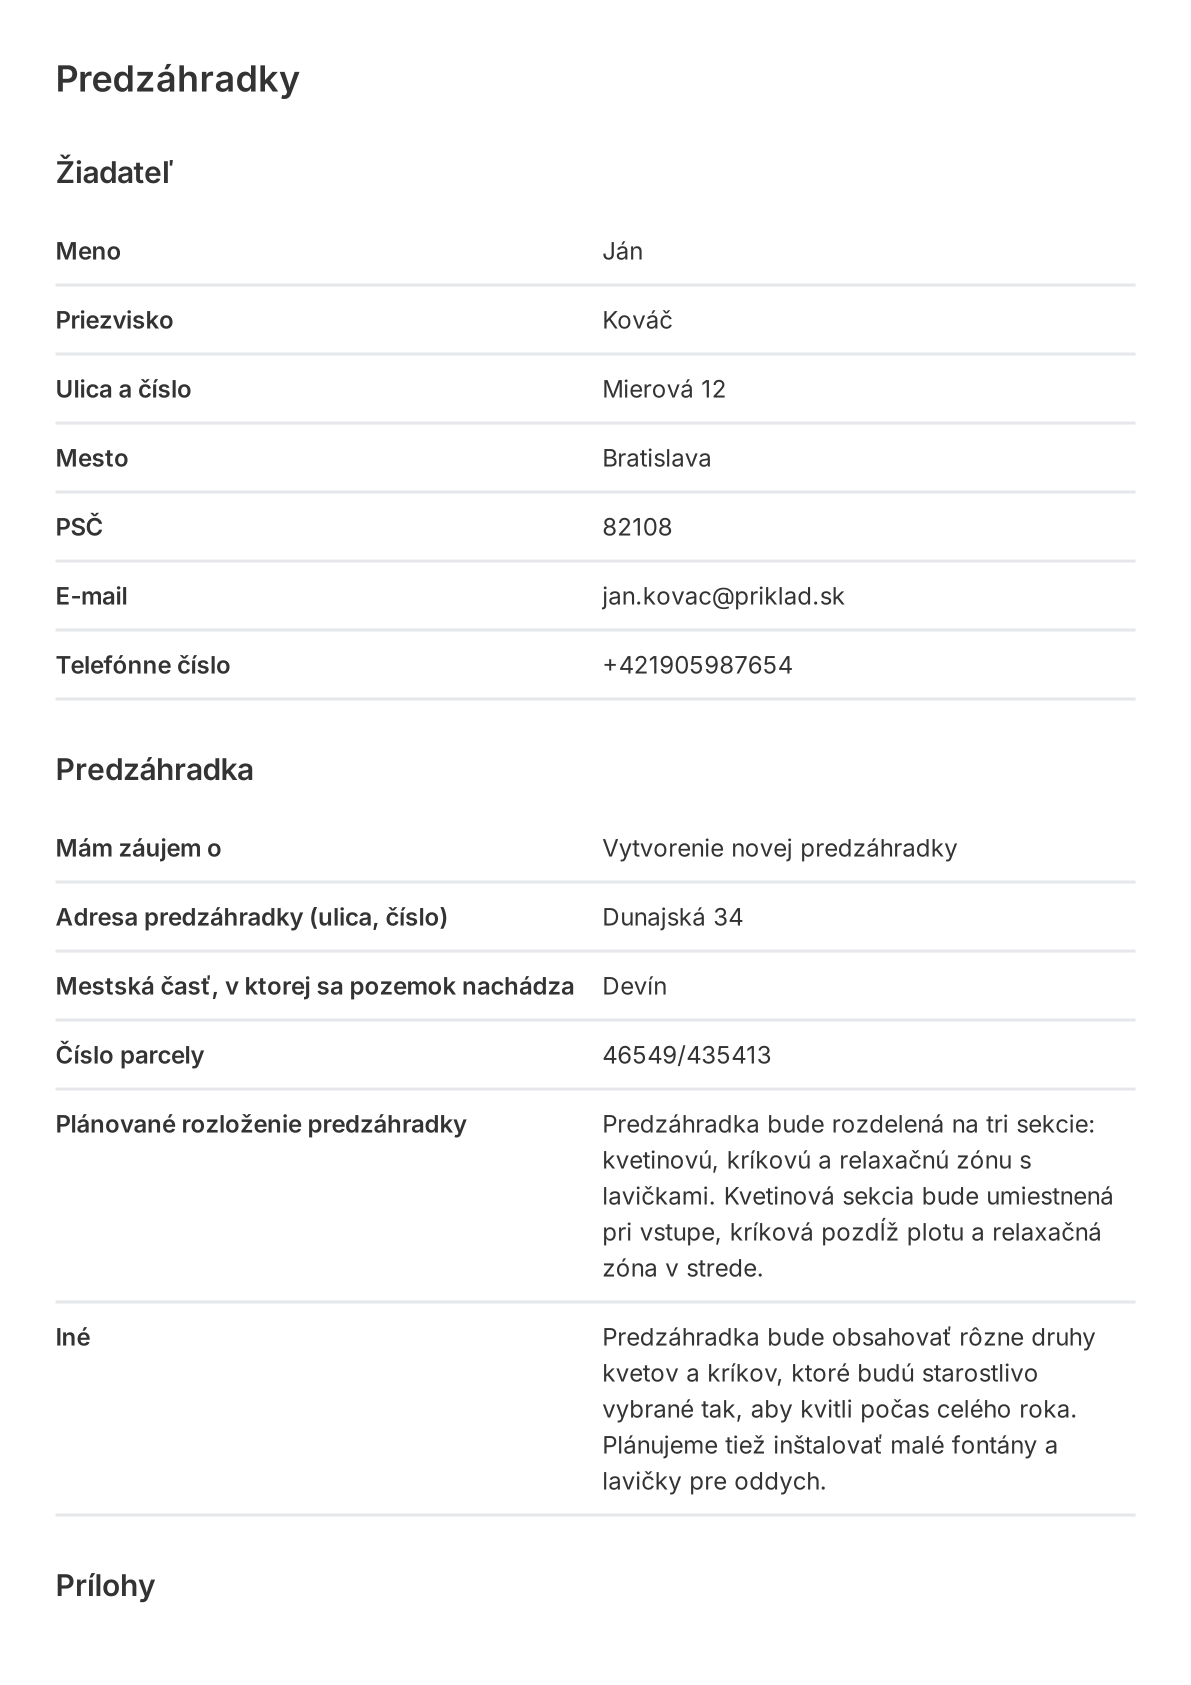 Predzáhradky
Žiadateľ
Meno Ján
Priezvisko Kováč
Ulica a číslo Mierová 12
Mesto Bratislava
PSČ 82108
E-mail jan.kovac@priklad.sk
Telefónne číslo +421905987654
Predzáhradka
Mám záujem o Vytvorenie novej predzáhradky
Adresa predzáhradky (ulica, číslo) Dunajská 34
Mestská časť, v ktorej sa pozemok nachádza Devín
Číslo parcely 46549/435413
Plánované rozloženie predzáhradky Predzáhradka bude rozdelená na tri sekcie:
kvetinovú, kríkovú a relaxačnú zónu s
lavičkami. Kvetinová sekcia bude umiestnená
pri vstupe, kríková pozdĺž plotu a relaxačná
zóna v strede.
Iné Predzáhradka bude obsahovať rôzne druhy
kvetov a kríkov, ktoré budú starostlivo
vybrané tak, aby kvitli počas celého roka.
Plánujeme tiež inštalovať malé fontány a
lavičky pre oddych.
Prílohy